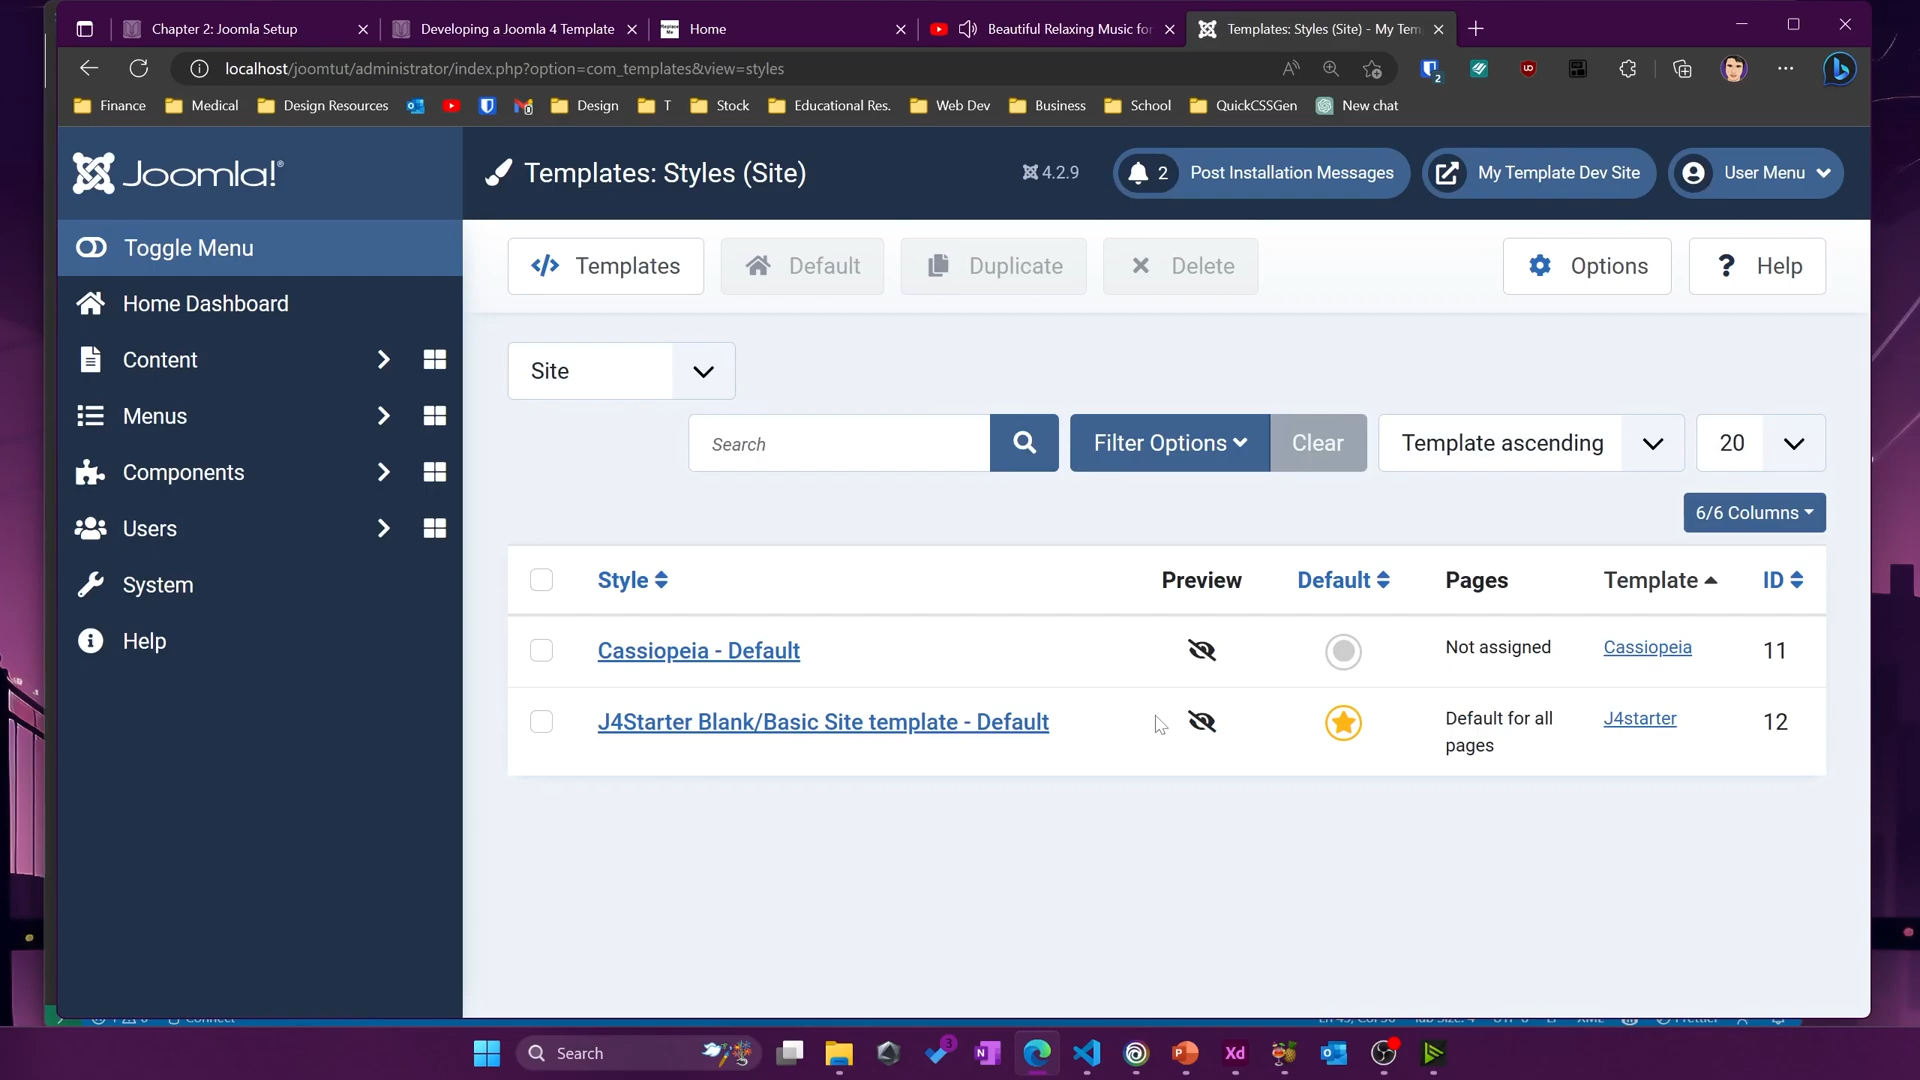 Chapter 2: Joomla Setup
Developing a Joomla 4 Template
Home
Beautiful Relaxing Music for
Templates: Styles (Site) - My Tem
localhost/joomtut/administrator/index.php?option=com_templates&view=styles
2
Finance
Medical
Design Resources
Design
T
Stock
Educational Res.
Web Dev
Business
School
QuickCSSGen
New chat
Joomla!®
Templates: Styles (Site)
4.2.9
2
Post Installation Messages
My Template Dev Site
User Menu
Toggle Menu
Home Dashboard
Content
Menus
Components
Users
System
Help
Templates
Default
Duplicate
Delete
Options
? Help
Site
Search
Filter Options
Clear
Template ascending
20
6/6 Columns
Style
Preview
Default
Pages
Template
ID
Cassiopeia - Default
Not assigned
Cassiopeia
11
J4Starter Blank/Basic Site template - Default
Default for all
pages
J4starter
12
Search
3
Xd